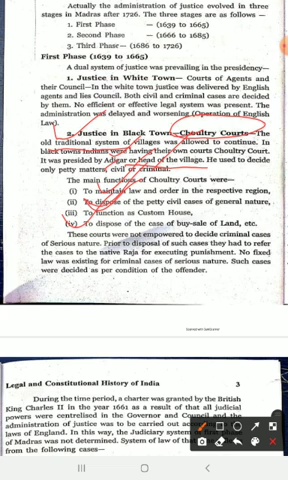 Actually the administration of justice evolved in three
stages in Madras after 1726. The three stages are as follows —
1. First Phase — (1639 to 1665)
2. Second Phase — (1666 to 1685)
3. Third Phase— (1686 to 1726)
First Phase (1639 to 1665)
A dual system of justice was prevailing in the presidency—
1. Justice in White Town— Courts of Agents and
their Council— In the white town justice was delivered by English
agents and lies Council. Both civil and criminal cases are decided
by them. No efficient or effective legal system was present. The
administration was delayed and worsening (Operation of English
Law).
2. Justice in Black Town—Choultry Courts—The
old traditional system of villages was allowed to continue. In
black towns Indians were having their own courts Choultry Court.
It was presided by Adigar or head of the village. He used to decide
only petty matters, civil or criminal.
The main functions of Choultry Courts were—
(i) To maintain law and order in the respective region,
(ii) To dispose of the petty civil cases of general nature,
(iii) To function as Custom House,
(iv) To dispose of the case of buy-sale of Land, etc.
These courts were not empowered to decide criminal cases
of Serious nature. Prior to disposal of such cases they had to refer
the cases to the native Raja for executing punishment. No fixed
law was existing for criminal cases of serious nature. Such cases
were decided as per condition of the offender.
Legal and Constitutional History of India 3
During the time period, a charter was granted by the British
King Charles II in the year 1661 as a result of that all judicial
powers were centrelised in the Governor and Council and the
administration of justice was to be carried out
laws of England. In this way, the Judiciary system
of Madras was not determined. System of law of that
from the following cases—